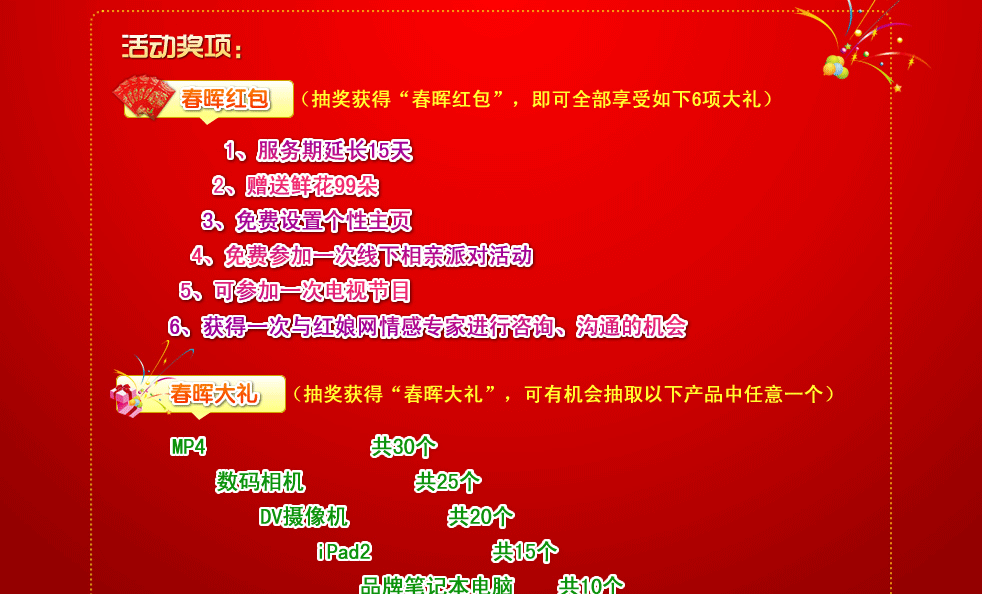 活动奖项：
春晖红包（抽奖获得“春晖红包”，即可全部享受如下6项大礼）
1、服务期延长15天
2、赠送鲜花99朵
3、免费设置个性主页
4、免费参加一次线下相亲派对活动
5、可参加一次电视节目
6、获得一次与红娘网情感专家进行咨询、沟通的机会
春晖大礼（抽奖获得“春晖大礼”，可有机会抽取以下产品中任意一个）
MP4 共30个
数码相机 共25个
DV摄像机 共20个
iPad2 共15个
品牌笔记本电脑 共10个